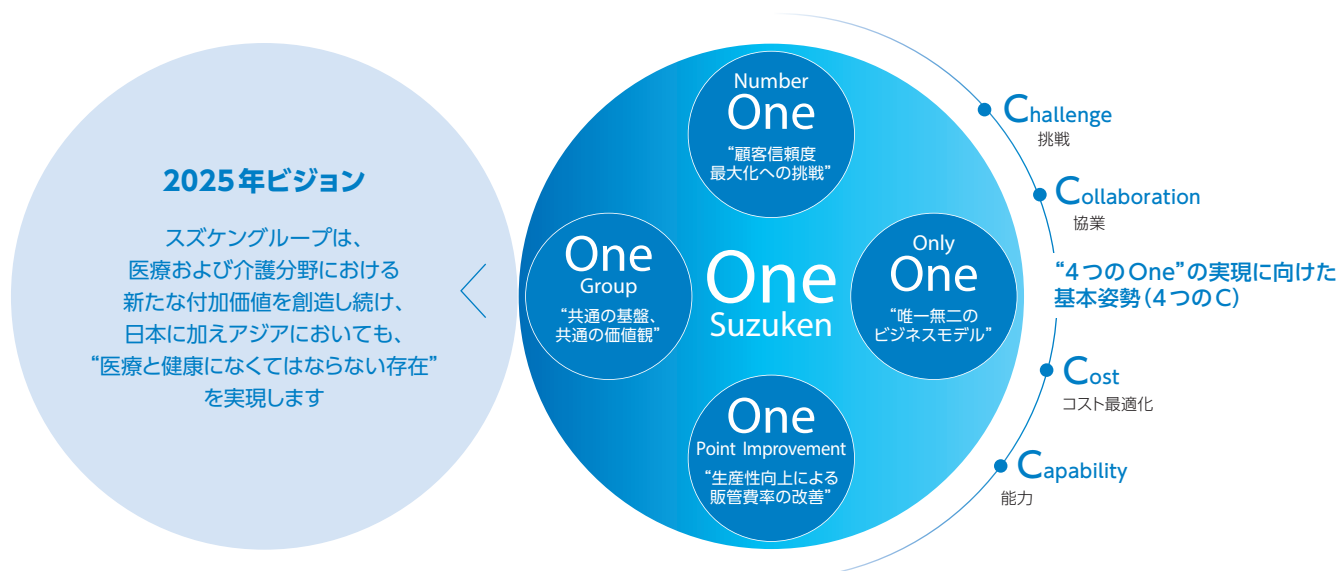 2025年ビジョン
スズケングループは、
医療および介護分野における
新たな付加価値を創造し続け、
日本に加えアジアにおいても、
“医療と健康になくてはならない存在”
を実現します
Number
One
“顧客信頼度
最大化への挑戦”
One
Group
“共通の基盤、
共通の価値観”
One
Suzuken
Only
One
“唯一無二の
ビジネスモデル”
One
Point Improvement
“生産性向上による
販管費率の改善”
Challenge
挑戦
Collaboration
協業
“4つのOne”の実現に向けた
基本姿勢(4つのC)
Cost
コスト最適化
Capability
能力